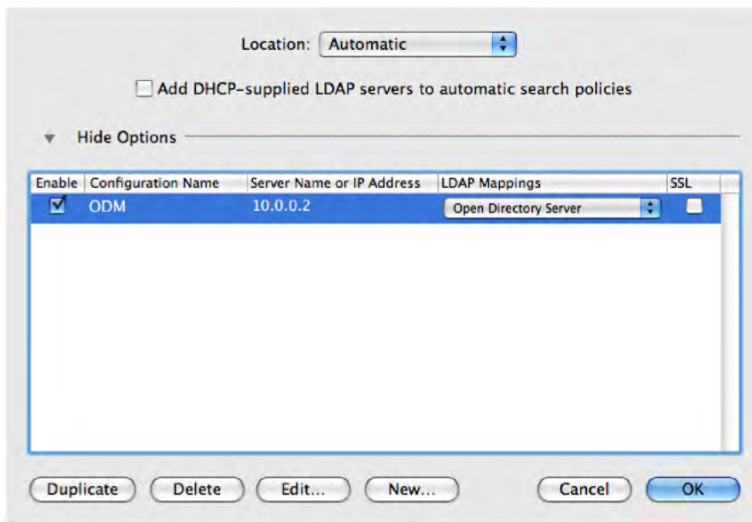 Location: Automatic
Add DHCP-supplied LDAP servers to automatic search policies
Hide Options
Enable Configuration Name Server Name or IP Address LDAP Mappings SSL
ODM 10.0.0.2 Open Directory Server
Duplicate Delete Edit... New... Cancel OK